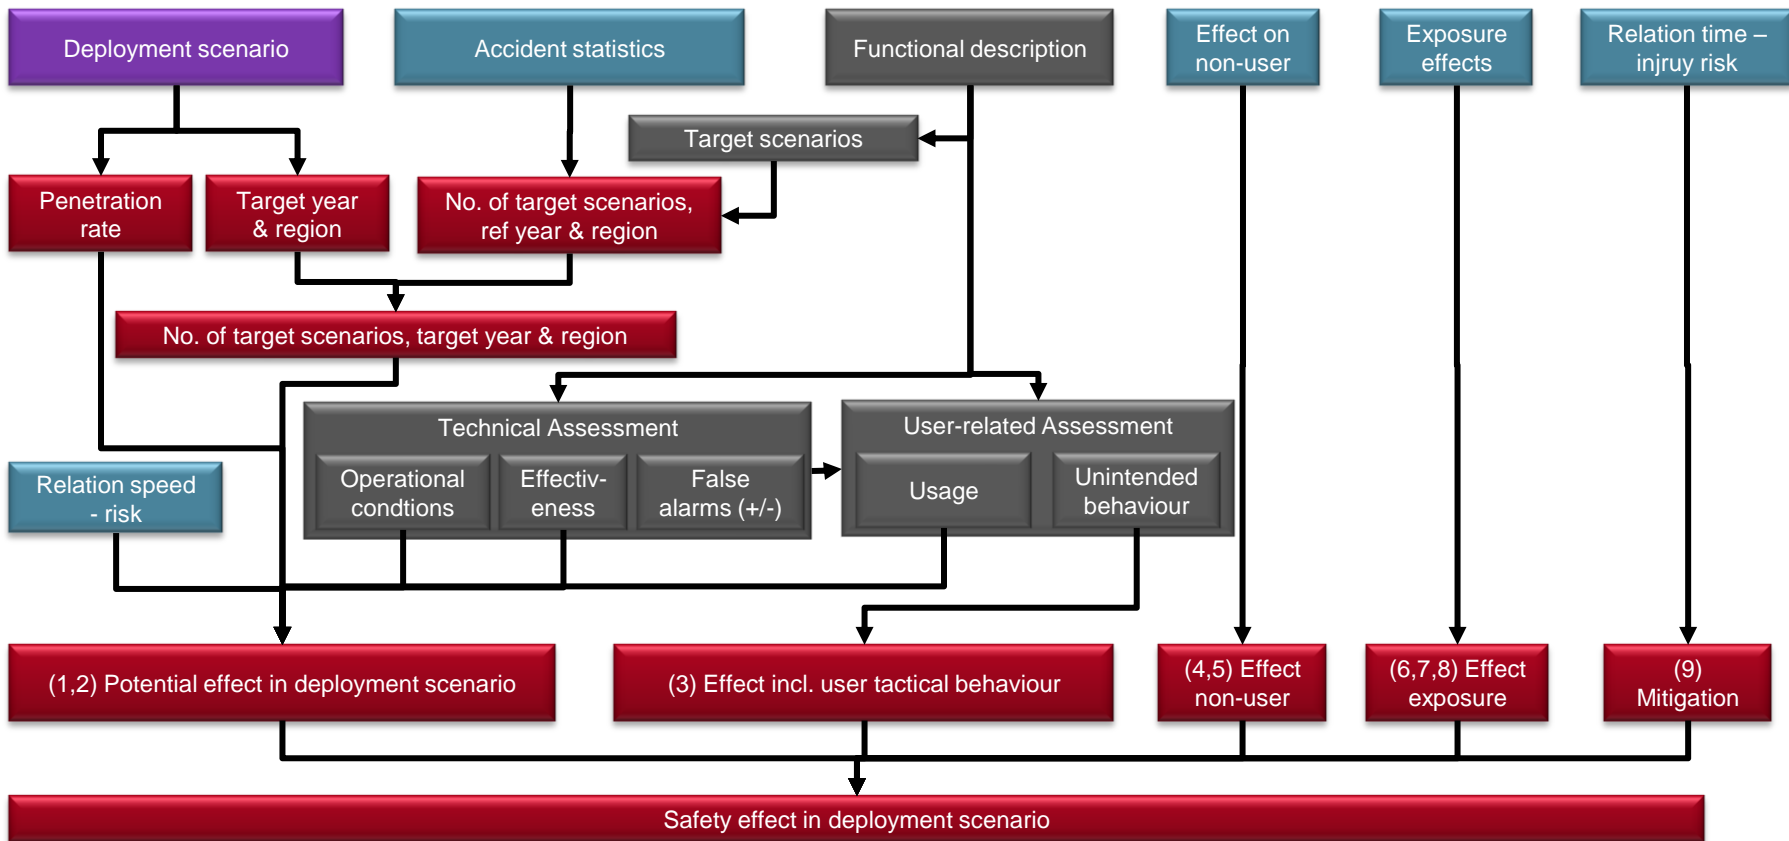 Deployment scenario
Accident statistics
Functional description
Effect on
non-user
Exposure
effects
Relation time –
injruy risk
Target scenarios
Penetration
rate
Target year
& region
No. of target scenarios,
ref year & region
No. of target scenarios, target year & region
Technical Assessment
Operational
condtions
Effectiv-
eness
False
alarms (+/-)
User-related Assessment
Usage
Unintended
behaviour
Relation speed
- risk
(1,2) Potential effect in deployment scenario
(3) Effect incl. user tactical behaviour
(4,5) Effect
non-user
(6,7,8) Effect
exposure
(9)
Mitigation
Safety effect in deployment scenario